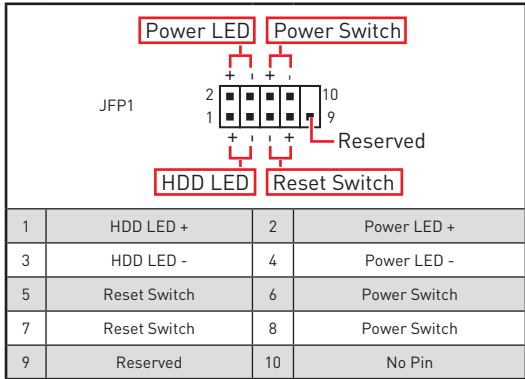 Power LED Power Switch
+ - + -
JFP1
2 10
1 9
+ - - +
Reserved
HDD LED Reset Switch
1 HDD LED + 2 Power LED +
3 HDD LED - 4 Power LED -
5 Reset Switch 6 Power Switch
7 Reset Switch 8 Power Switch
9 Reserved 10 No Pin